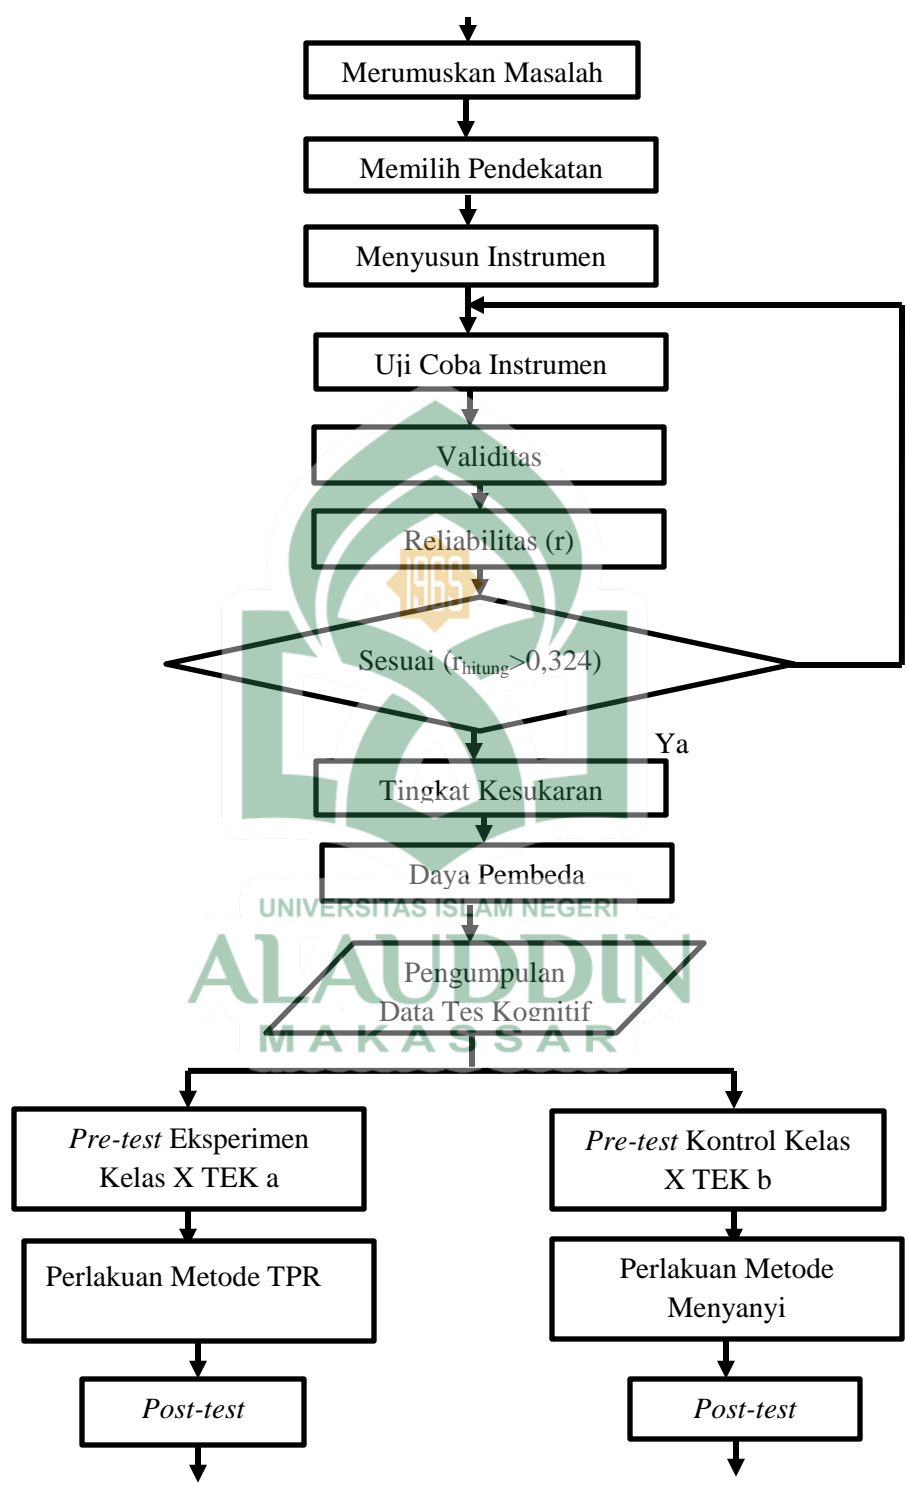 Merumuskan Masalah
Memilih Pendekatan
Menyusun Instrumen
Uji Coba Instrumen
Validitas
Reliabilitas (r)
1965
Sesuai (rhitung>0,324)
Ya
Tingkat Kesukaran
Daya Pembeda
UNIVERSITAS ISLAM NEGERI
ALAUDDIN
MAKASSAR
Pengumpulan
Data Tes Kognitif
Pre-test Eksperimen
Kelas X TEK a
Pre-test Kontrol Kelas
X TEK b
Perlakuan Metode TPR
Perlakuan Metode
Menyanyi
Post-test
Post-test